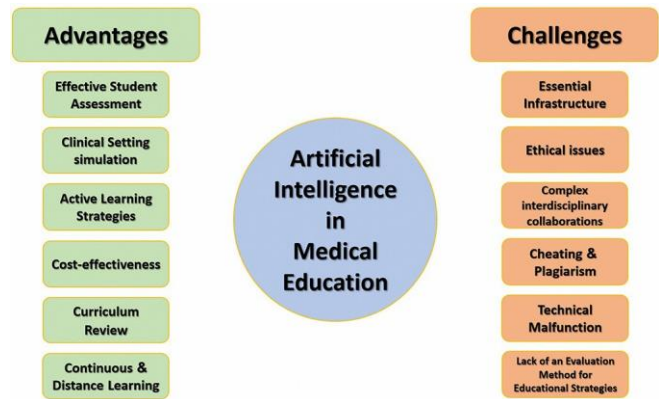 Advantages
Effective Student
Assessment
Clinical Setting
simulation
Active Learning
Strategies
Cost-effectiveness
Curriculum
Review
Continuous &
Distance Learning
Artificial
Intelligence
in
Medical
Education
Challenges
Essential
Infrastructure
Ethical issues
Complex
interdisciplinary
collaborations
Cheating &
Plagiarism
Technical
Malfunction
Lack of an Evaluation
Method for
Educational Strategies